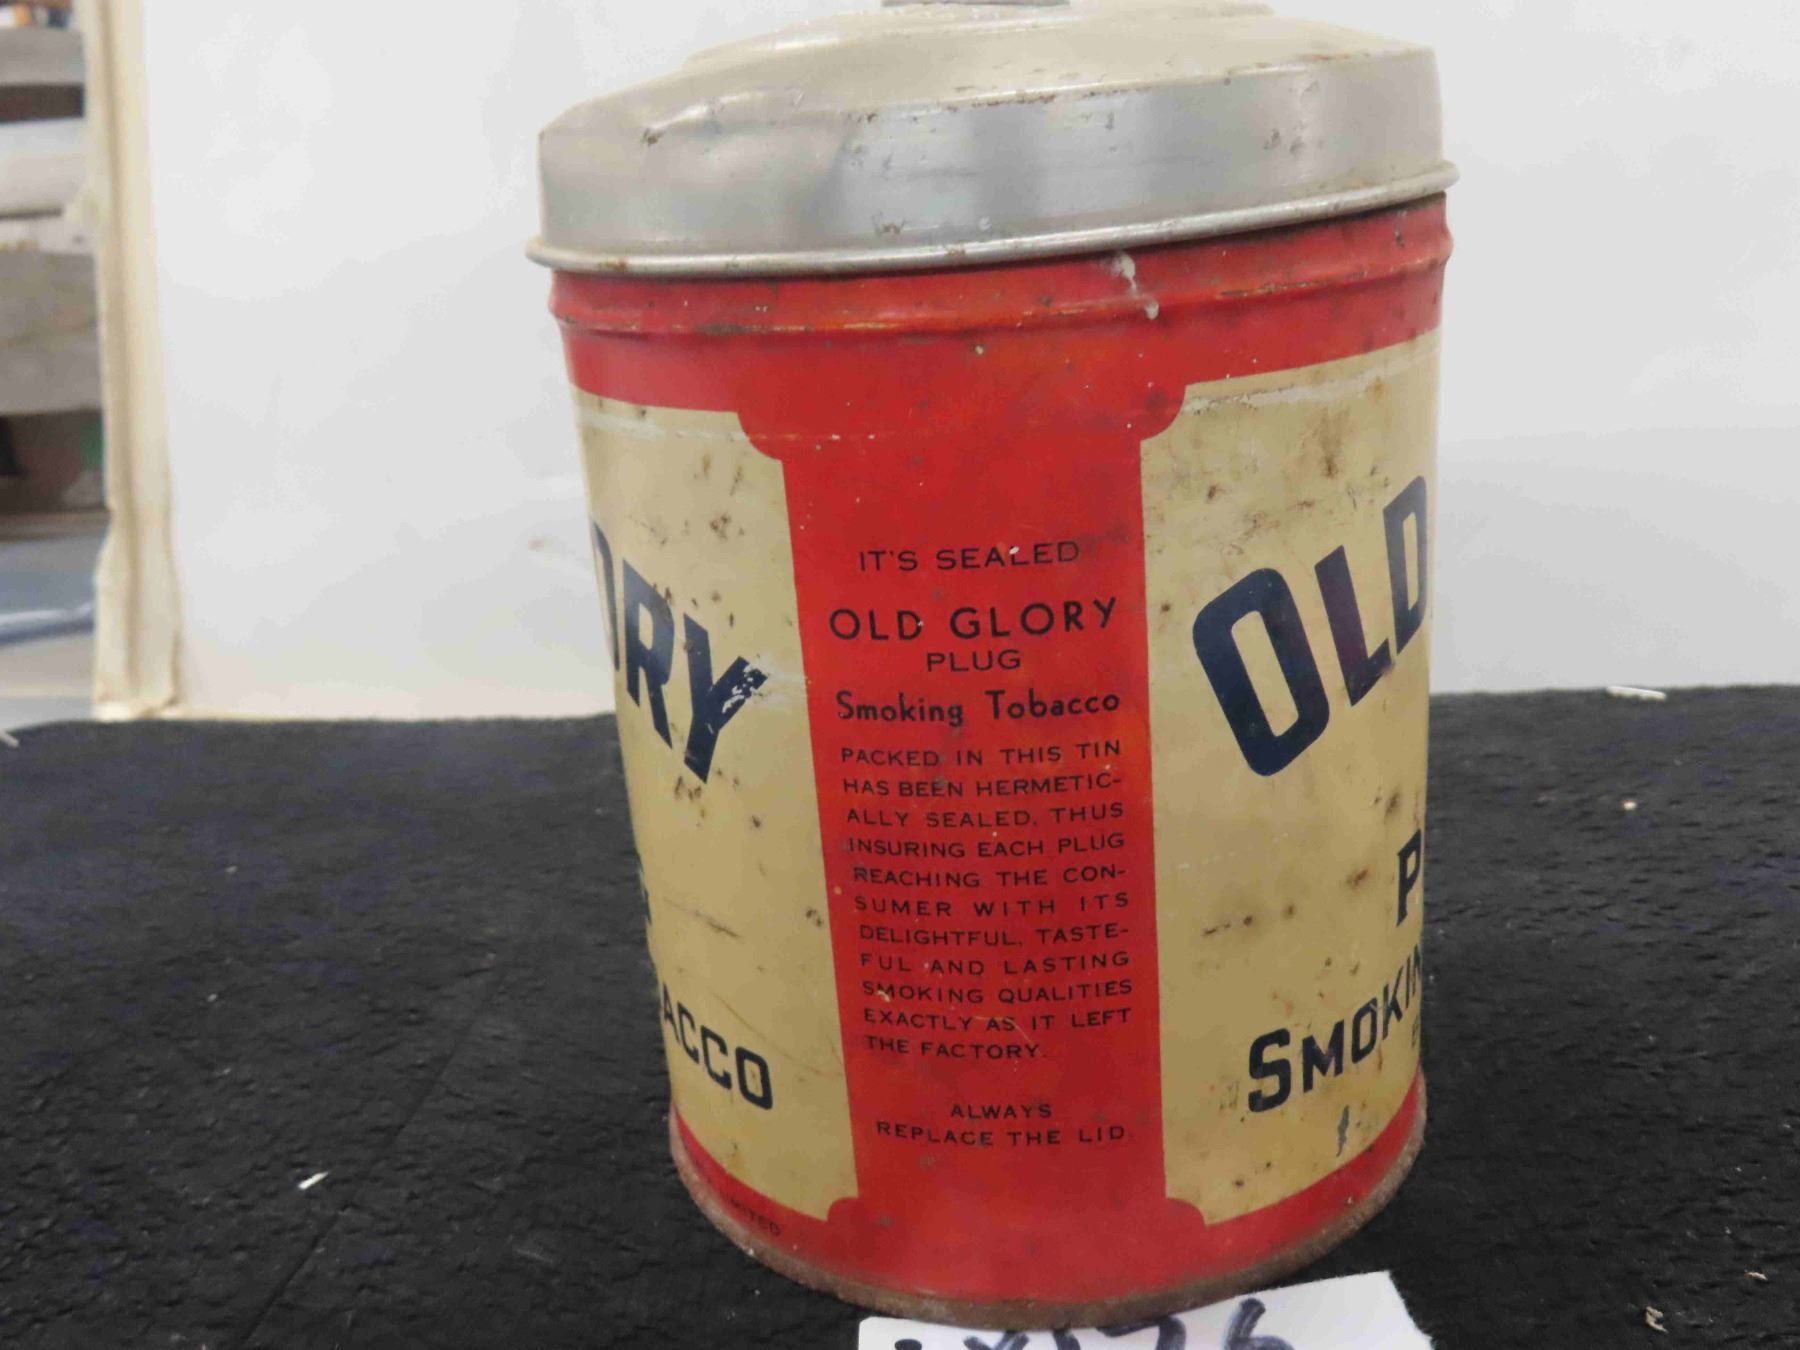 IT'S SEALED
OLD GLORY
PLUG
Smoking Tobacco
PACKED IN THIS TIN
HAS BEEN HERMETIC-
ALLY SEALED, THUS
INSURING EACH PLUG
REACHING THE CON-
SUMER WITH ITS
DELIGHTFUL, TASTE-
FUL AND LASTING
SMOKING QUALITIES
EXACTLY AS IT LEFT
THE FACTORY.
ALWAYS
REPLACE THE LID
ORY
ACCO
LIMITED
OLD
P
SMOKIN